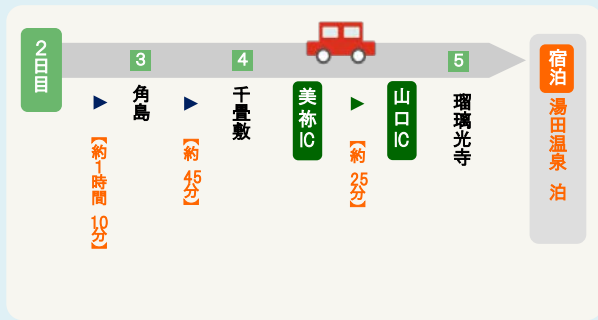 2日目
▶
【約1時間10分】
3
角島
▶
【約45分】
4
千畳敷
美祢IC
▶
【約25分】
山口IC
5
瑠璃光寺
宿泊
湯田温泉 泊